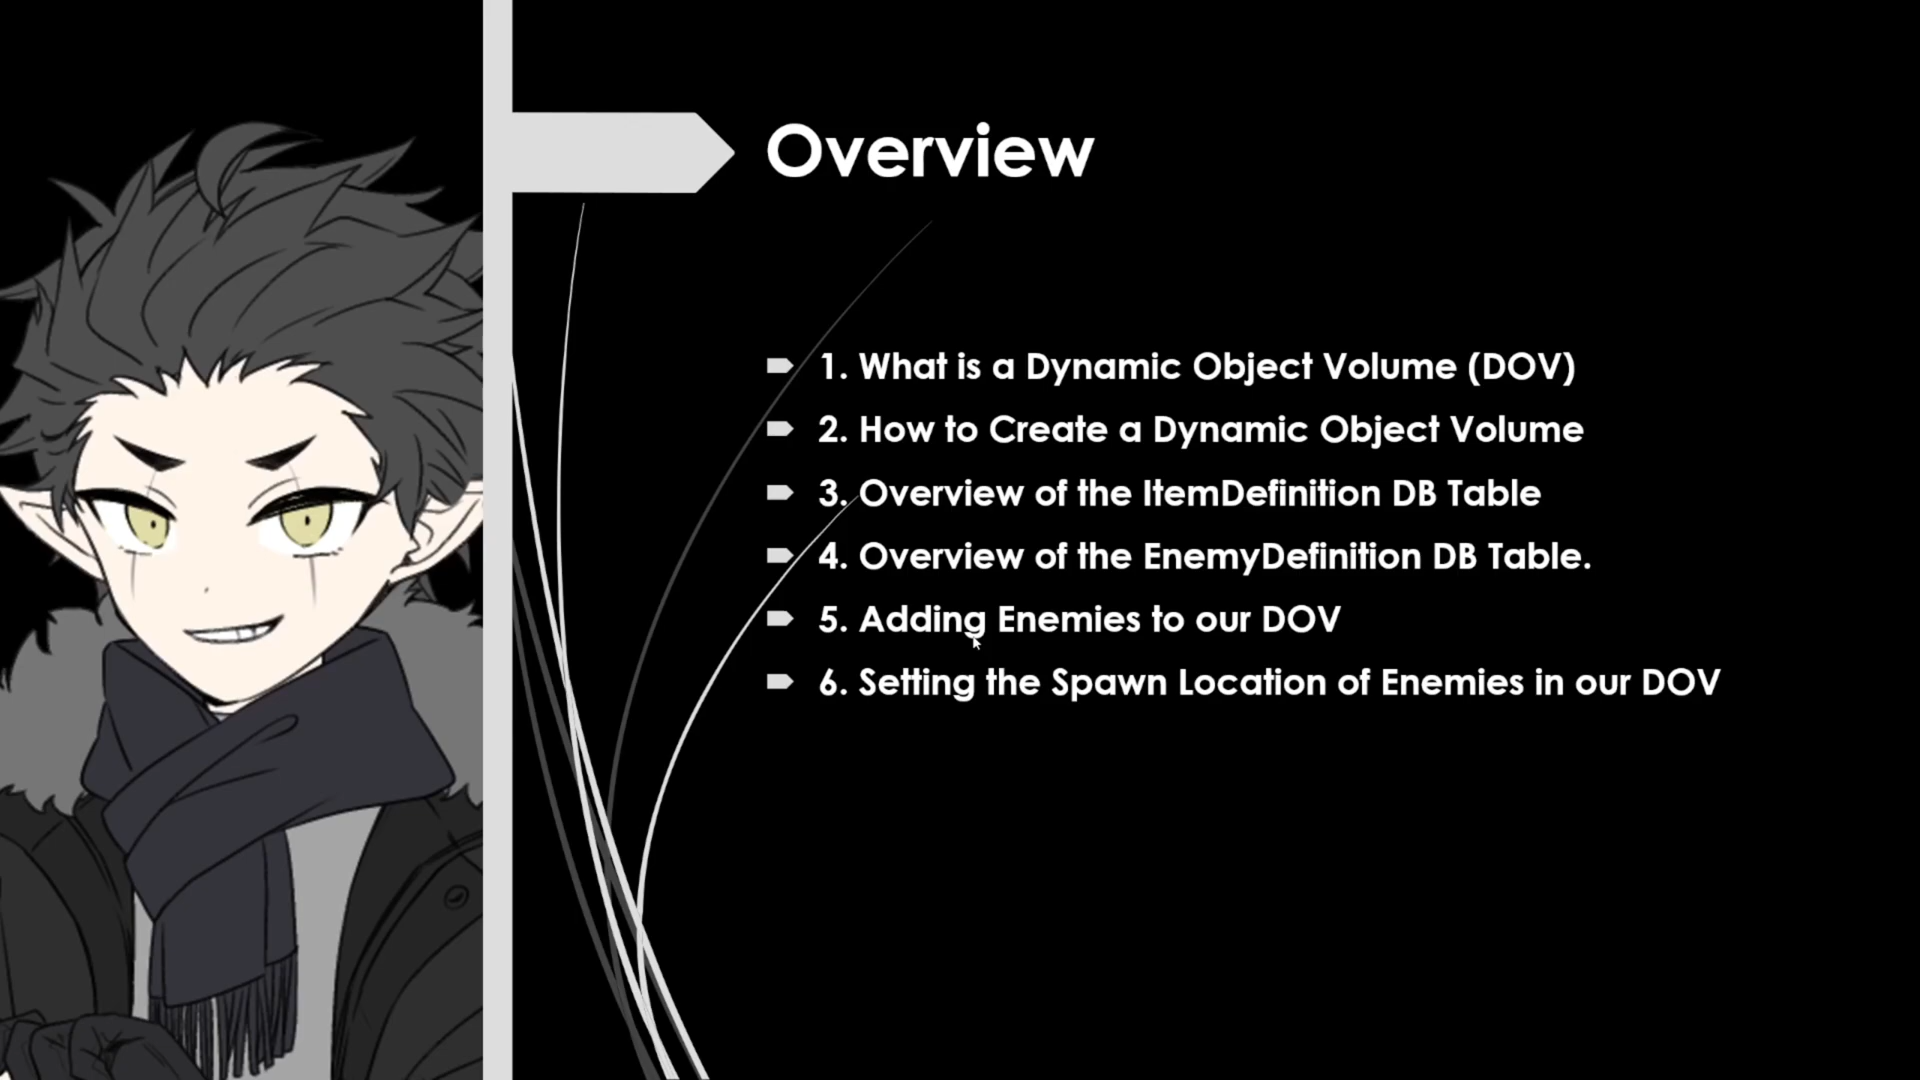 Overview
1. What is a Dynamic Object Volume (DOV)
2. How to Create a Dynamic Object Volume
3. Overview of the ItemDefinition DB Table
4. Overview of the EnemyDefinition DB Table.
5. Adding Enemies to our DOV
6. Setting the Spawn Location of Enemies in our DOV